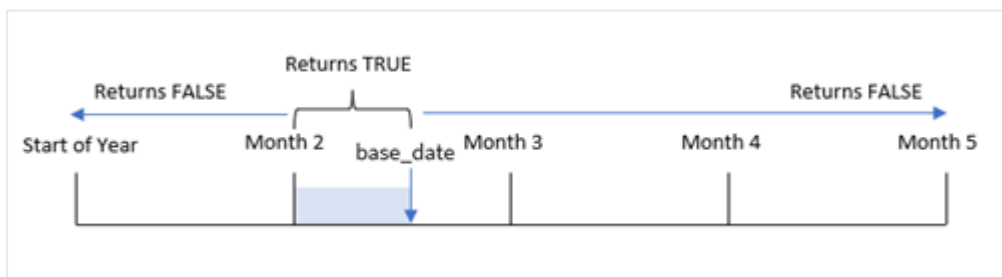 Returns TRUE
Returns FALSE
Returns FALSE
Start of Year
Month 2
base_date
Month 3
Month 4
Month 5